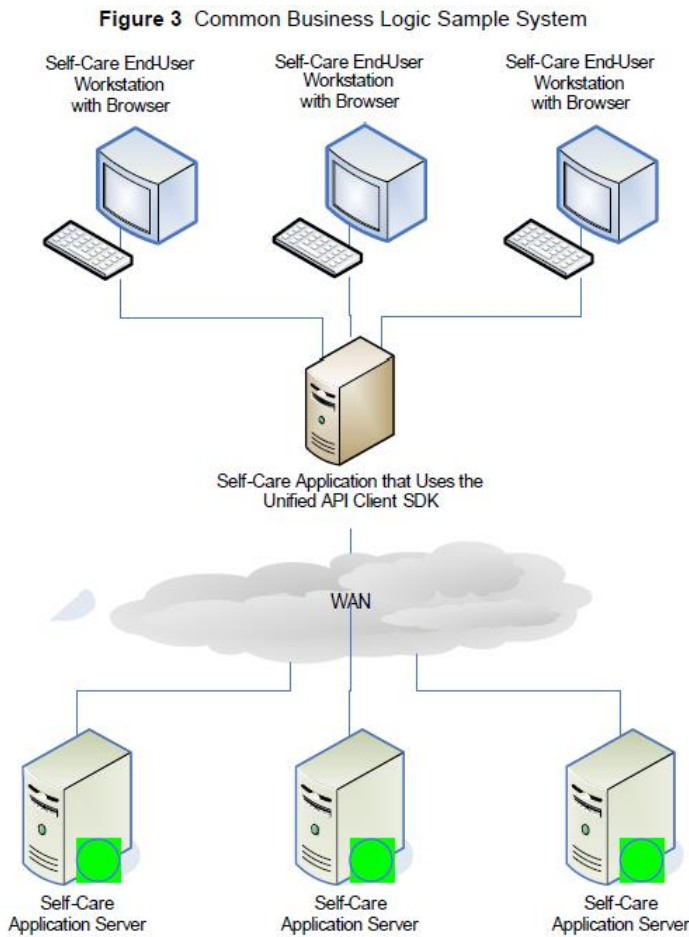 Figure 3 Common Business Logic Sample System
Self-Care End-User
Workstation
with Browser
Self-Care End-User
Workstation
with Browser
Self-Care End-User
Workstation
with Browser
Self-Care Application that Uses the
Unified API Client SDK
WAN
Self-Care
Application Server
Self-Care
Application Server
Self-Care
Application Server